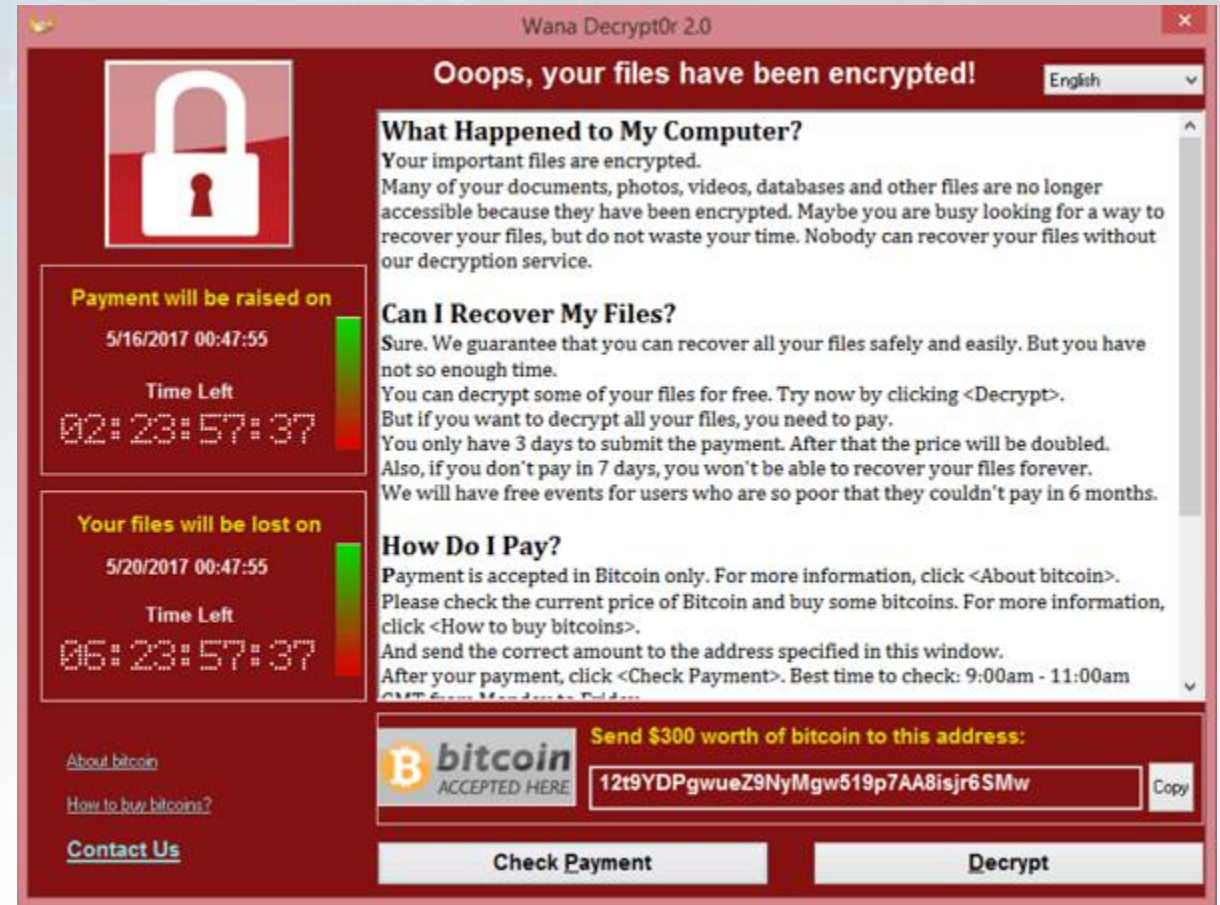 Wana Decrypt0r 2.0
Ooops, your files have been encrypted!
English
What Happened to My Computer?
Your important files are encrypted.
Many of your documents, photos, videos, databases and other files are no longer
accessible because they have been encrypted. Maybe you are busy looking for a way to
recover your files, but do not waste your time. Nobody can recover your files without
our decryption service.
Can I Recover My Files?
Sure. We guarantee that you can recover all your files safely and easily. But you have
not so enough time.
You can decrypt some of your files for free. Try now by clicking <Decrypt>.
But if you want to decrypt all your files, you need to pay.
You only have 3 days to submit the payment. After that the price will be doubled.
Also, if you don't pay in 7 days, you won't be able to recover your files forever.
We will have free events for users who are so poor that they couldn't pay in 6 months.
How Do I Pay?
Payment is accepted in Bitcoin only. For more information, click <About bitcoin>.
Please check the current price of Bitcoin and buy some bitcoins. For more information,
click <How to buy bitcoins>.
And send the correct amount to the address specified in this window.
After your payment, click <Check Payment>. Best time to check: 9:00am - 11:00am
GMT from Monday to Friday
Payment will be raised on
5/16/2017 00:47:55
Time Left
02:23:57:37
Your files will be lost on
5/20/2017 00:47:55
Time Left
06:23:57:37
About bitcoin
How to buy bitcoins?
Contact Us
bitcoin
ACCEPTED HERE
Send $300 worth of bitcoin to this address:
12t9YDPgwueZ9NyMgw519p7AA8isjr6SMw
Copy
Check Payment
Decrypt